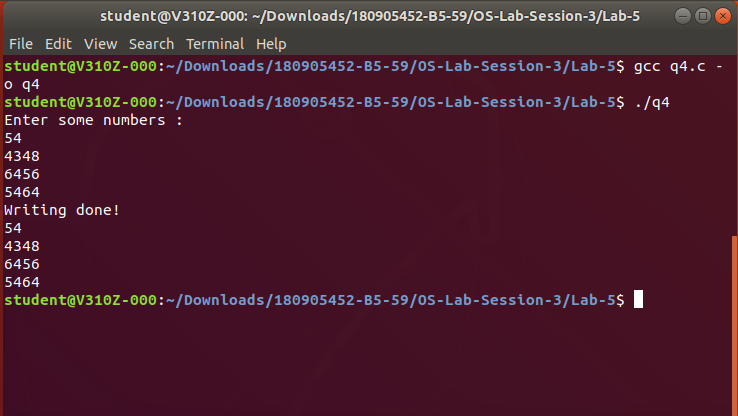 student@V310Z-000: ~/Downloads/180905452-B5-59/OS-Lab-Session-3/Lab-5
File Edit View Search Terminal Help
student@V310Z-000:~/Downloads/180905452-B5-59/OS-Lab-Session-3/Lab-5$ gcc q4.c -
o q4
student@V310Z-000:~/Downloads/180905452-B5-59/OS-Lab-Session-3/Lab-5$ ./q4
Enter some numbers :
54
4348
6456
5464
Writing done!
54
4348
6456
5464
student@V310Z-000:~/Downloads/180905452-B5-59/OS-Lab-Session-3/Lab-5$